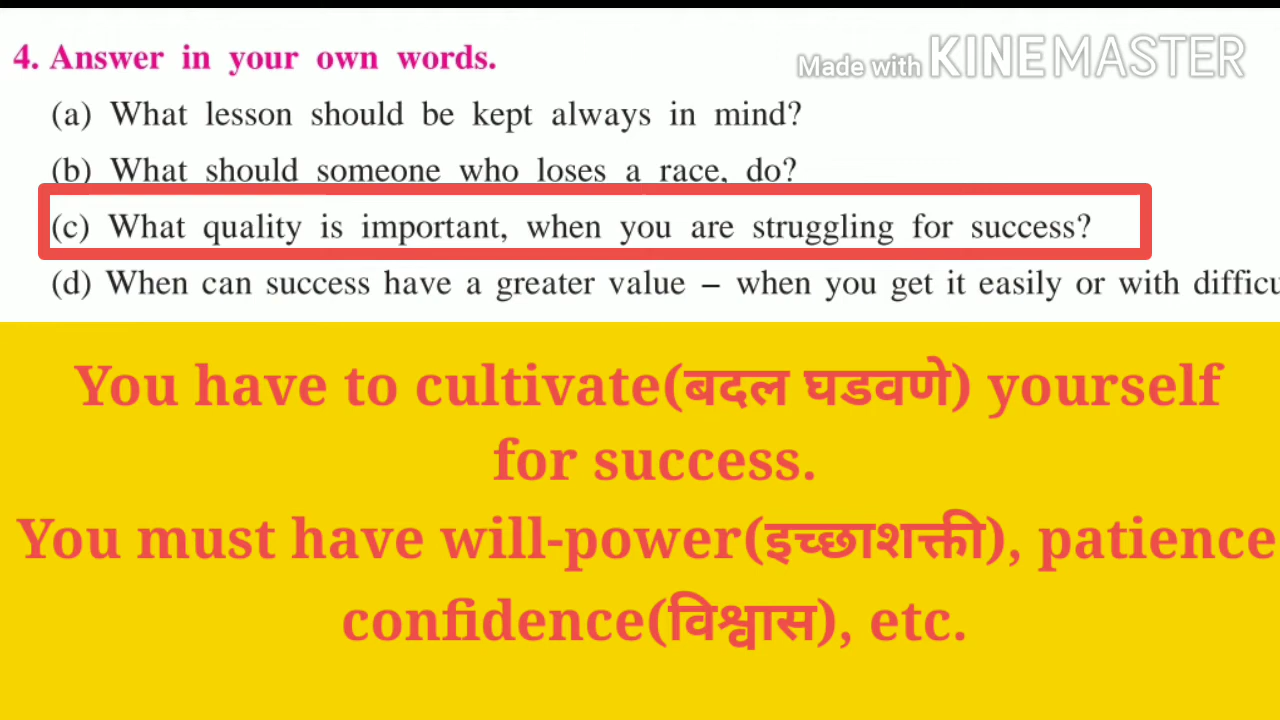 4. Answer in your own words.
Made with KINEMASTER
(a) What lesson should be kept always in mind?
(b) What should someone who loses a race, do?
(c) What quality is important, when you are struggling for success?
(d) When can success have a greater value – when you get it easily or with
You have to cultivate(बदल घडवणे) yourself
for success.
You must have will-power(इच्छाशक्ती), patience
confidence(विश्वास), etc.